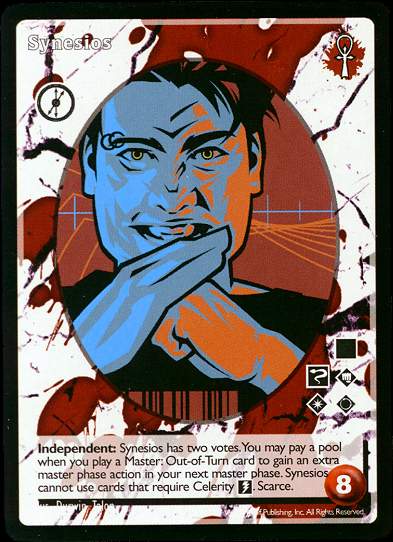 Synesios
Independent: Synesios has two votes. You may pay a pool
when you play a Master: Out-of-Turn card to gain an extra
master phase action in your next master phase. Synesios
cannot use cards that require Celerity . Scarce.
8
Publishing, Inc. All Rights Reserved.